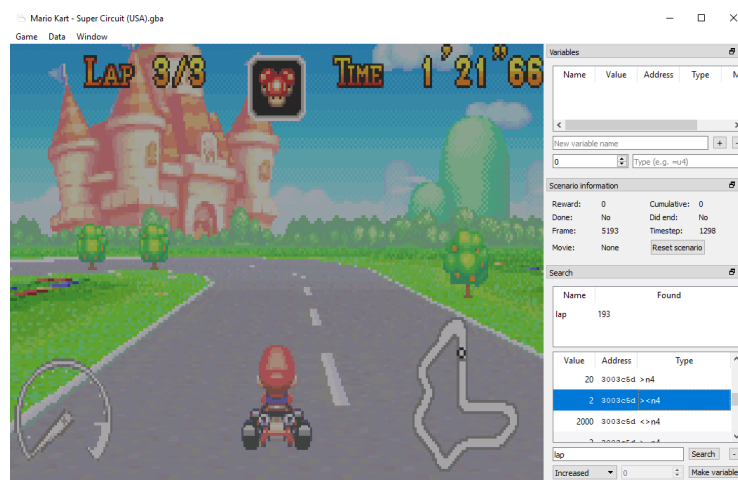 Mario Kart - Super Circuit (USA).gba
Game Data Window
LAP 3/3
TIME 1'21"66
Variables
Name Value Address Type M
New variable name + -
0 Type (e.g. =u4)
Scenario information
Reward: 0 Cumulative: 0
Done: No Did end: No
Frame: 5193 Timestep: 1298
Movie: None Reset scenario
Search
Name Found
lap 193
Value Address Type
20 3003c5d >n4
2 3003c5d ><n4
2000 3003c5d <>n4
lap Search -
Increased 0 Make variable